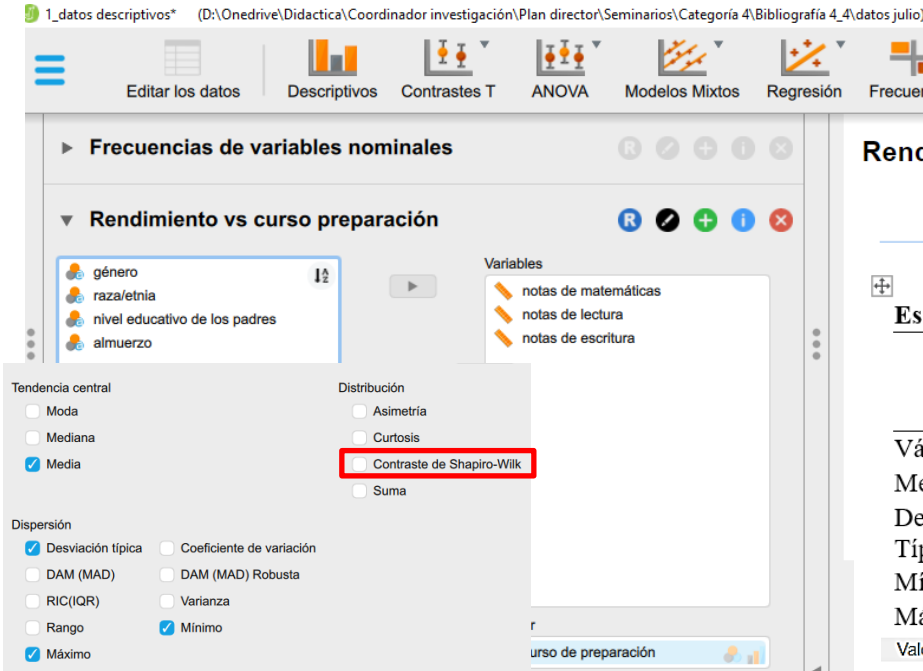 1_datos descriptivos* (D:\Onedrive\Didactica\Coordinador investigación\Plan director\Seminarios\Categoría 4\Bibliografía 4_4\datos julio)
Editar los datos Descriptivos Contrastes T ANOVA Modelos Mixtos Regresión Frecuen
Frecuencias de variables nominales
R
i
Rend
Rendimiento vs curso preparación
R
i
género
raza/etnia
nivel educativo de los padres
almuerzo
Variables
notas de matemáticas
notas de lectura
notas de escritura
Es
Tendencia central
Moda
Mediana
Media
Distribución
Asimetría
Curtosis
Contraste de Shapiro-Wilk
Suma
Dispersión
Desviación típica Coeficiente de variación
DAM (MAD) DAM (MAD) Robusta
RIC(IQR) Varianza
Rango Mínimo
Máximo
r
urso de preparación
Vá
Me
De
Típ
Mí
Má
Val